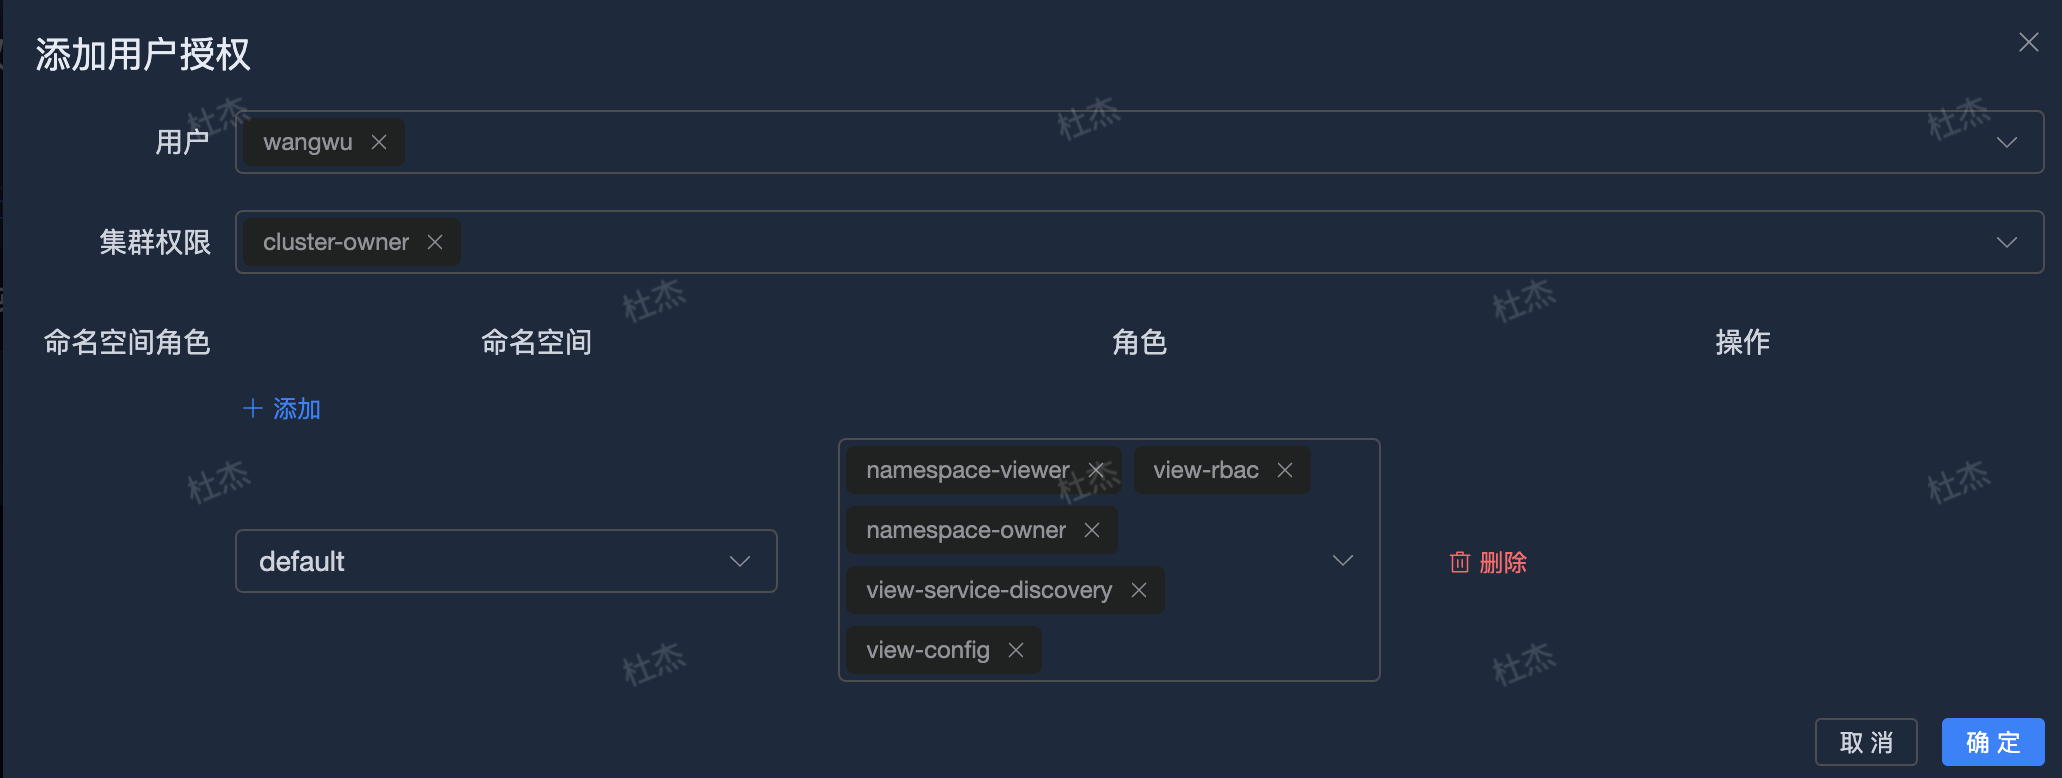 添加用户授权
用户 wangwu
集群权限 cluster-owner
命名空间角色 命名空间 角色 操作
添加
namespace-viewer view-rbac
namespace-owner
default
删除
view-service-discovery
view-config
取消 确定
杜杰
杜杰
杜杰
杜杰
杜杰
杜杰
杜杰
杜杰
杜杰
杜杰